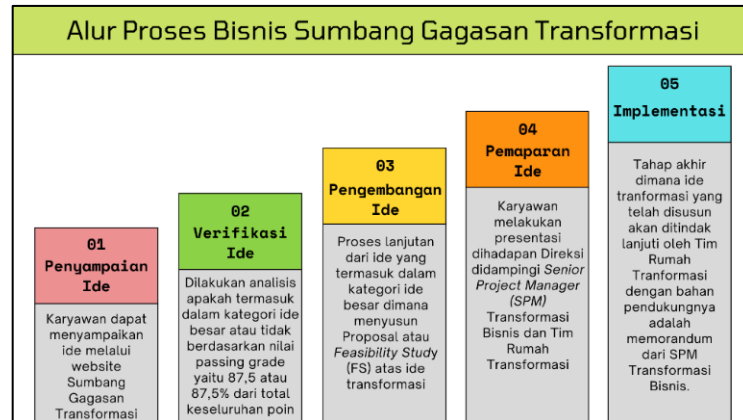 Alur Proses Bisnis Sumbang Gagasan Transformasi
01
Penyampaian
Ide
Karyawan dapat
menyampaikan
ide melalui
website
Sumbang
Gagasan
Transformasi
02
Verifikasi
Ide
Dilakukan analisis
apakah termasuk
dalam kategori ide
besar atau tidak
berdasarkan nilai
passing grade
yaitu 87,5 atau
87,5% dari total
keseluruhan poin
03
Pengembangan
Ide
Proses lanjutan
dari ide yang
termasuk dalam
kategori ide
besar dimana
menyusun
Proposal atau
Feasibility Study
(FS) atas ide
transformasi
04
Pemaparan
Ide
Karyawan
melakukan
presentasi
dihadapan Direksi
didampingi Senior
Project Manager
(SPM)
Transformasi
Bisnis dan Tim
Rumah
Transformasi
05
Implementasi
Tahap akhir
dimana ide
tranformasi yang
telah disusun
akan ditindak
lanjuti oleh Tim
Rumah
Tranformasi
dengan bahan
pendukungnya
adalah
memorandum
dari SPM
Transformasi
Bisnis.